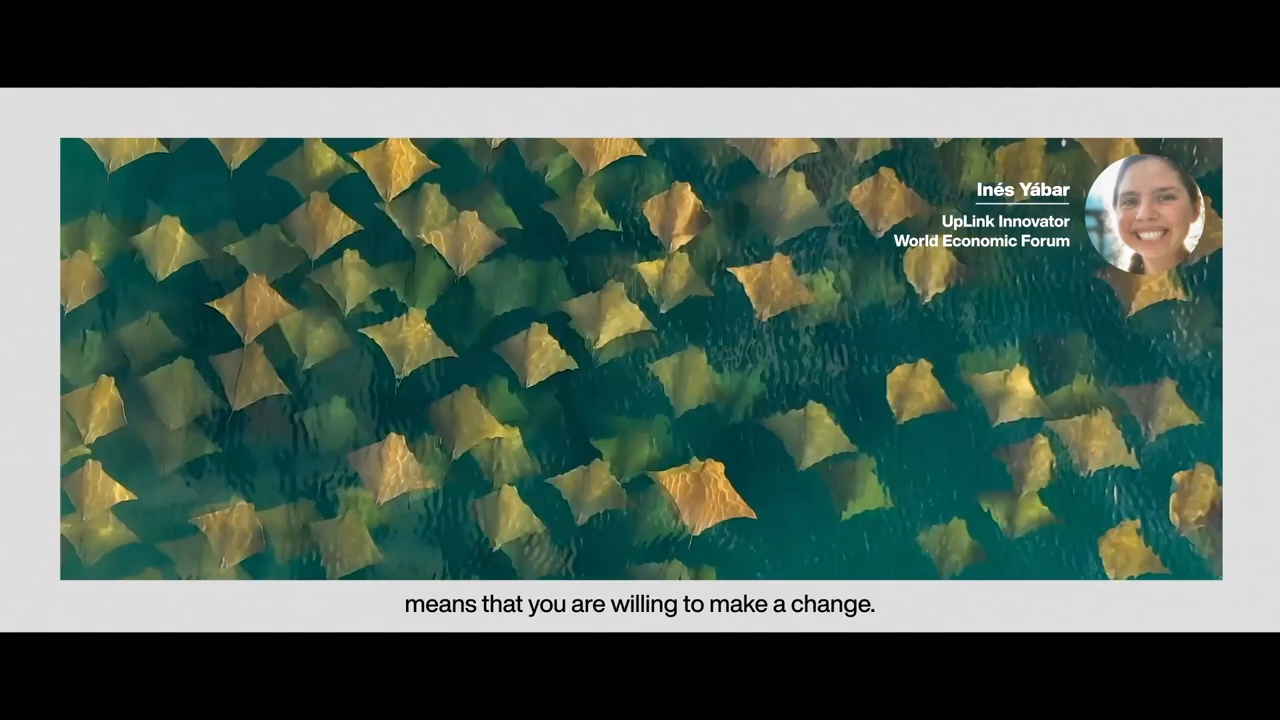 Inés Yábar
UpLink Innovator
World Economic Forum
means that you are willing to make a change.